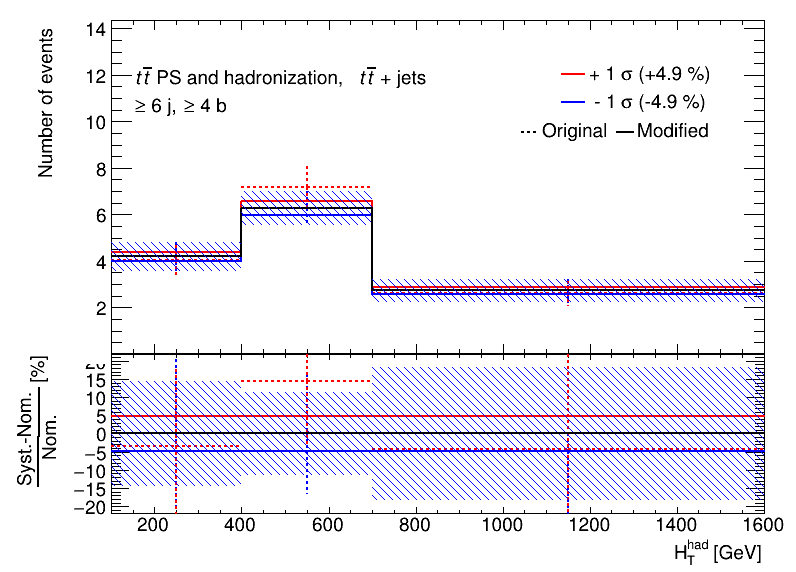 Number of events
14
12
10
8
6
4
2
tt̅ PS and hadronization, tt̅ + jets
≥ 6 j, ≥ 4 b
+ 1 σ (+4.9 %)
- 1 σ (-4.9 %)
Original Modified
Syst.-Nom.
Nom.
[%]
20
15
10
5
0
−5
−10
−15
−20
200 400 600 800 1000 1200 1400 1600
H_T^had [GeV]